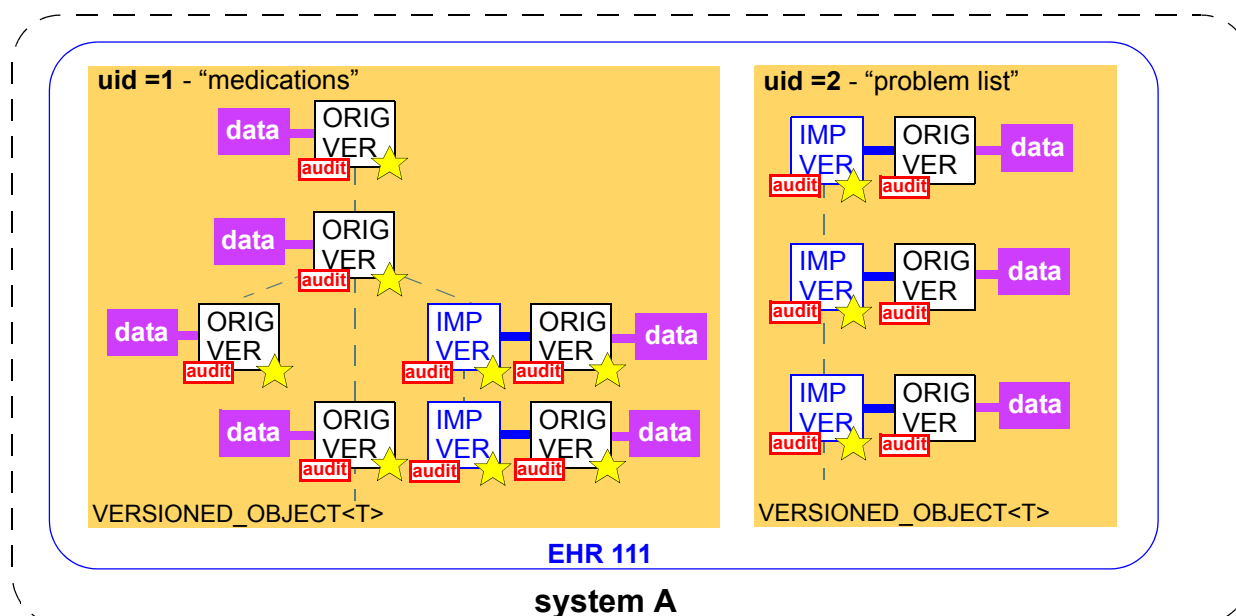 uid =1 - “medications”
data
ORIG
VER
audit
data
ORIG
VER
audit
data
ORIG
VER
audit
IMP
VER
audit
ORIG
VER
audit
data
data
ORIG
VER
audit
IMP
VER
audit
ORIG
VER
audit
data
VERSIONED_OBJECT<T>
uid =2 - “problem list”
IMP
VER
audit
ORIG
VER
audit
data
IMP
VER
audit
ORIG
VER
audit
data
IMP
VER
audit
ORIG
VER
audit
data
VERSIONED_OBJECT<T>
EHR 111
system A